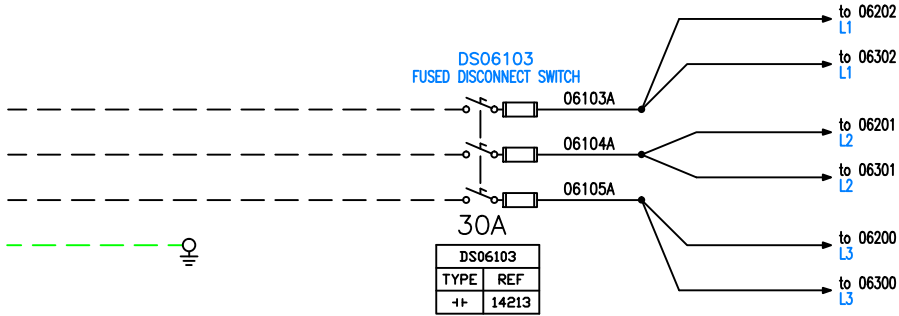 to 06202
L1
to 06302
L1
DS06103
FUSED DISCONNECT SWITCH
06103A
to 06201
L2
06104A
to 06301
L2
06105A
30A
to 06200
L3
DS06103
TYPE REF
14213
to 06300
L3